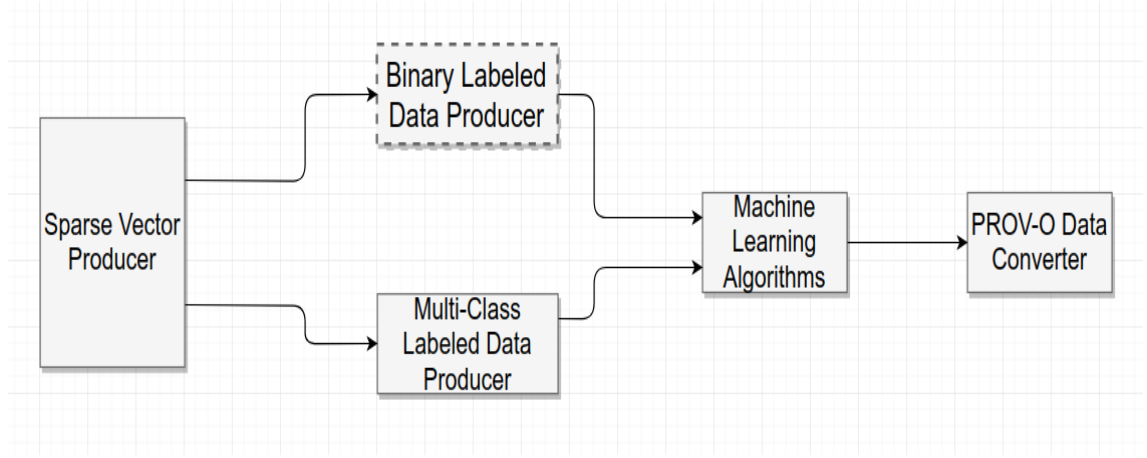 Sparse Vector
Producer
Binary Labeled
Data Producer
Multi-Class
Labeled Data
Producer
Machine
Learning
Algorithms
PROV-O Data
Converter